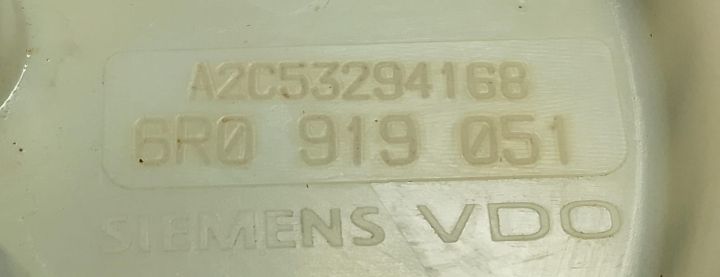 A2C53294168
6R0 919 051
SIEMENS VDO